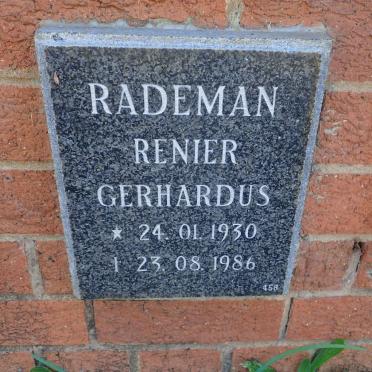 RADEMAN
RENIER
GERHARDUS
★ 24. 01. 1930
† 23. 08. 1986
458